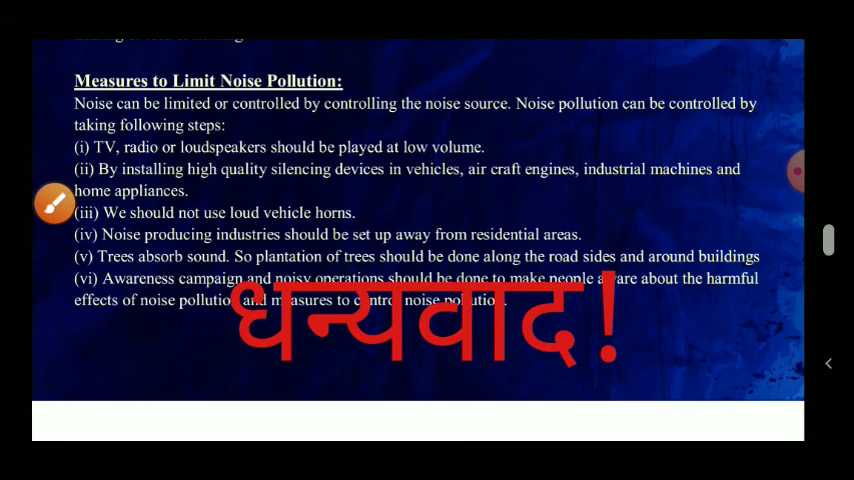 Measures to Limit Noise Pollution:
Noise can be limited or controlled by controlling the noise source. Noise pollution can be controlled by
taking following steps:
(i) TV, radio or loudspeakers should be played at low volume.
(ii) By installing high quality silencing devices in vehicles, air craft engines, industrial machines and
home appliances.
(iii) We should not use loud vehicle horns.
(iv) Noise producing industries should be set up away from residential areas.
(v) Trees absorb sound. So plantation of trees should be done along the road sides and around buildings
(vi) Awareness campaign and noisy operations should be done to make people aware about the harmful
effects of noise pollution and measures to control noise pollution.
धन्यवाद!